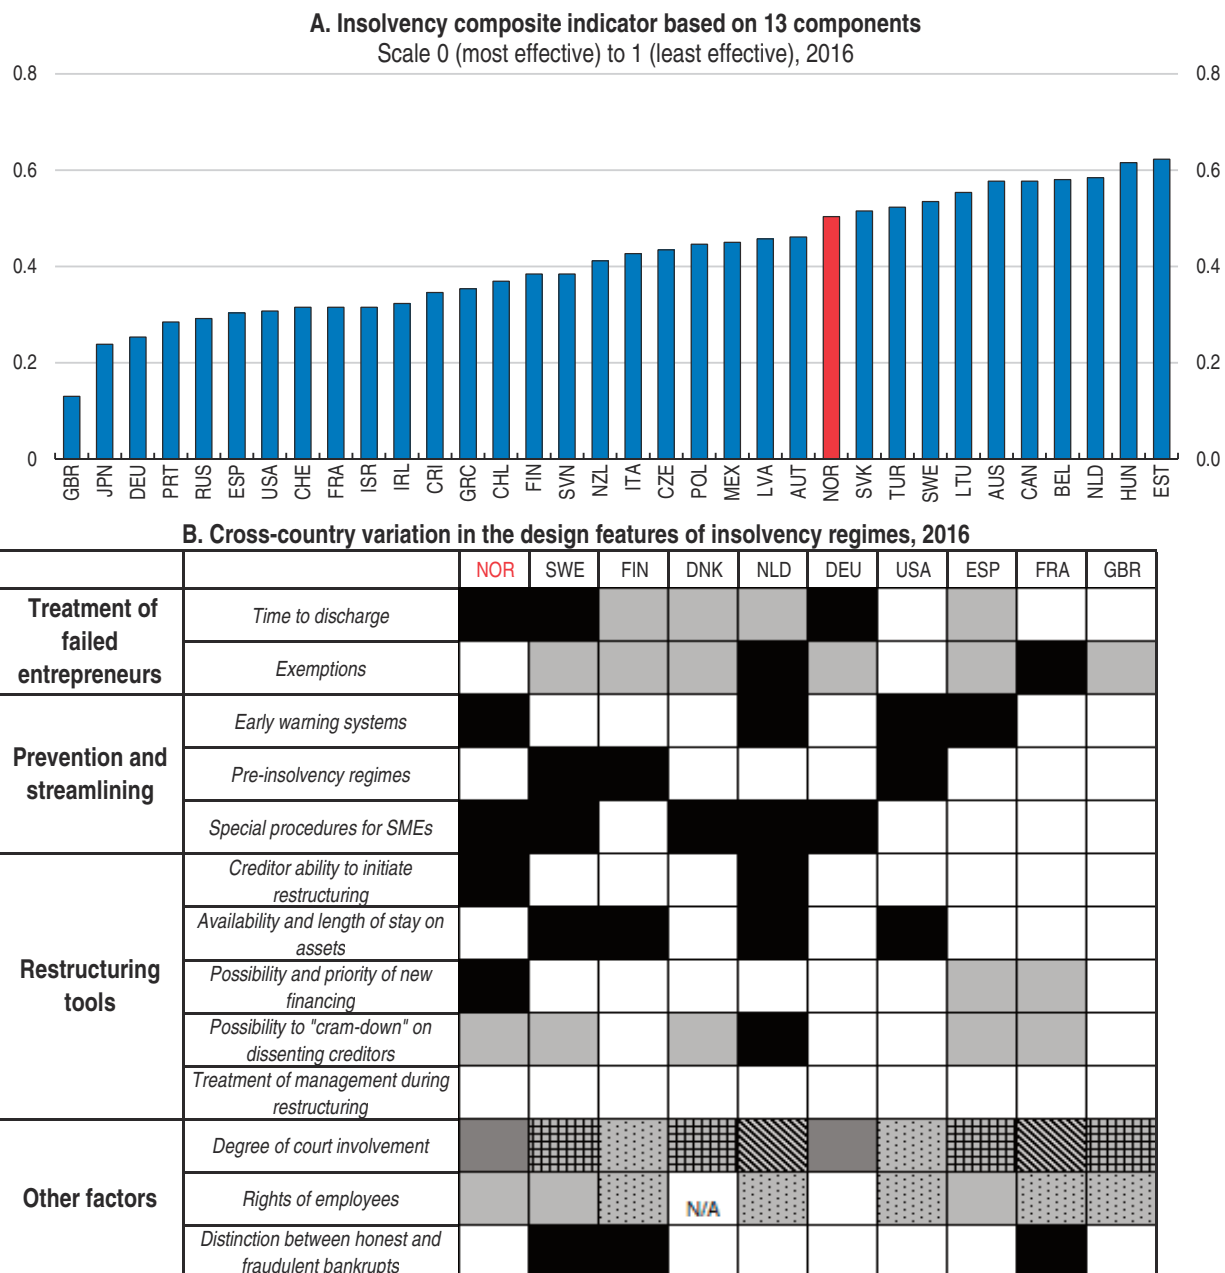 A. Insolvency composite indicator based on 13 components
Scale 0 (most effective) to 1 (least effective), 2016
0.8 0.8
0.6 0.6
0.4 0.4
0.2 0.2
0 0.0
GBR JPN DEU PRT RUS ESP USA CHE FRA ISR IRL CRI GRC CHL FIN SVN NZL ITA CZE POL MEX LVA AUT NOR SVK TUR SWE LTU AUS CAN BEL NLD HUN EST
B. Cross-country variation in the design features of insolvency regimes, 2016
NOR SWE FIN DNK NLD DEU USA ESP FRA GBR
Treatment of
failed
entrepreneurs
Time to discharge
Exemptions
Prevention and
streamlining
Early warning systems
Pre-insolvency regimes
Special procedures for SMEs
Restructuring
tools
Creditor ability to initiate
restructuring
Availability and length of stay on
assets
Possibility and priority of new
financing
Possibility to "cram-down" on
dissenting creditors
Treatment of management during
restructuring
Other factors
Degree of court involvement
Rights of employees
N/A
Distinction between honest and
fraudulent bankrupts